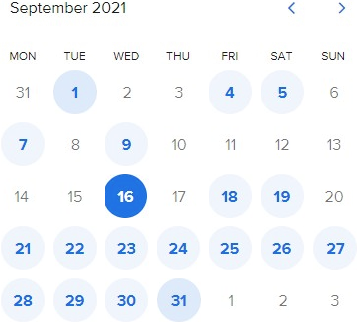 September 2021
MON TUE WED THU FRI SAT SUN
31 1 2 3 4 5 6
7 8 9 10 11 12 13
14 15 16 17 18 19 20
21 22 23 24 25 26 27
28 29 30 31 1 2 3